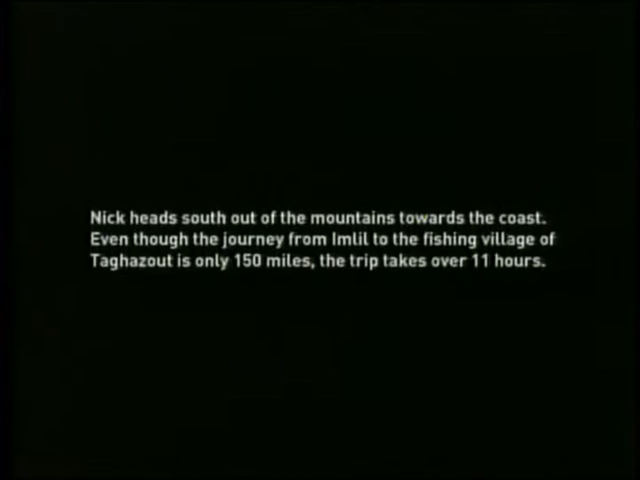 Nick heads south out of the mountains towards the coast.
Even though the journey from Imlil to the fishing village of
Taghazout is only 150 miles, the trip takes over 11 hours.